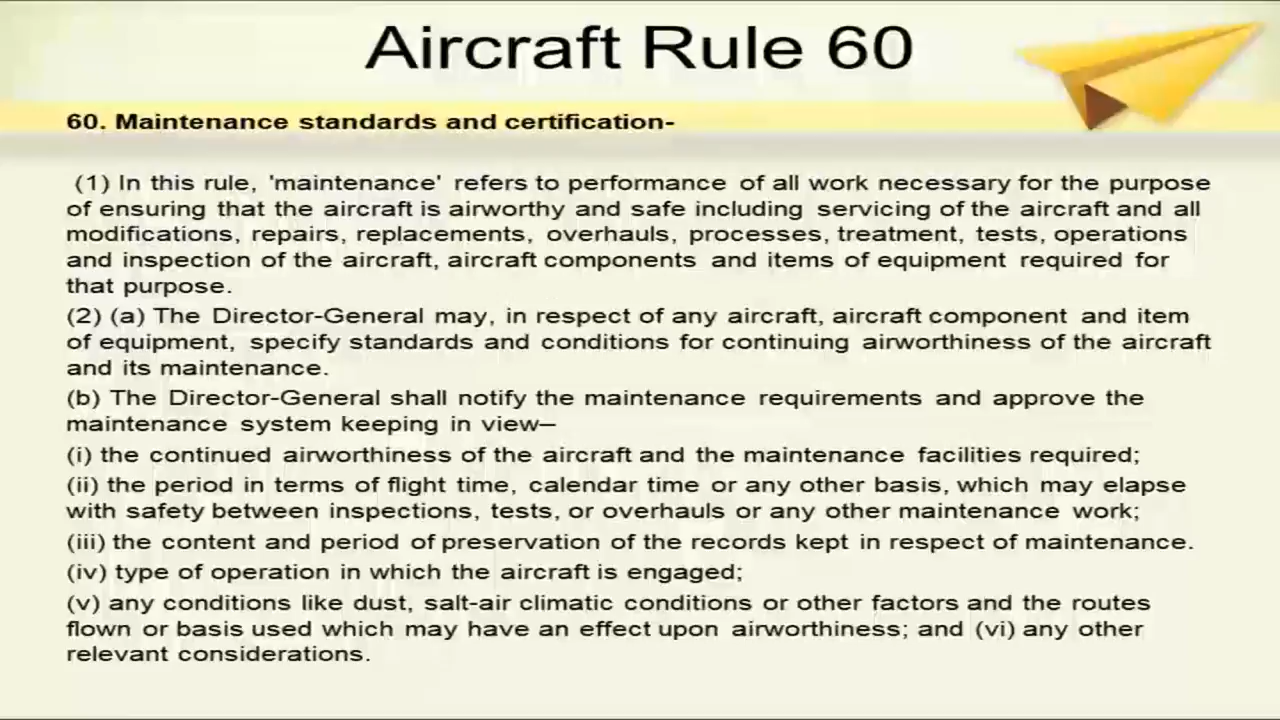 Aircraft Rule 60
60. Maintenance standards and certification-
(1) In this rule, 'maintenance' refers to performance of all work necessary for the purpose
of ensuring that the aircraft is airworthy and safe including servicing of the aircraft and all
modifications, repairs, replacements, overhauls, processes, treatment, tests, operations
and inspection of the aircraft, aircraft components and items of equipment required for
that purpose.
(2) (a) The Director-General may, in respect of any aircraft, aircraft component and item
of equipment, specify standards and conditions for continuing airworthiness of the aircraft
and its maintenance.
(b) The Director-General shall notify the maintenance requirements and approve the
maintenance system keeping in view–
(i) the continued airworthiness of the aircraft and the maintenance facilities required;
(ii) the period in terms of flight time, calendar time or any other basis, which may elapse
with safety between inspections, tests, or overhauls or any other maintenance work;
(iii) the content and period of preservation of the records kept in respect of maintenance.
(iv) type of operation in which the aircraft is engaged;
(v) any conditions like dust, salt-air climatic conditions or other factors and the routes
flown or basis used which may have an effect upon airworthiness; and (vi) any other
relevant considerations.